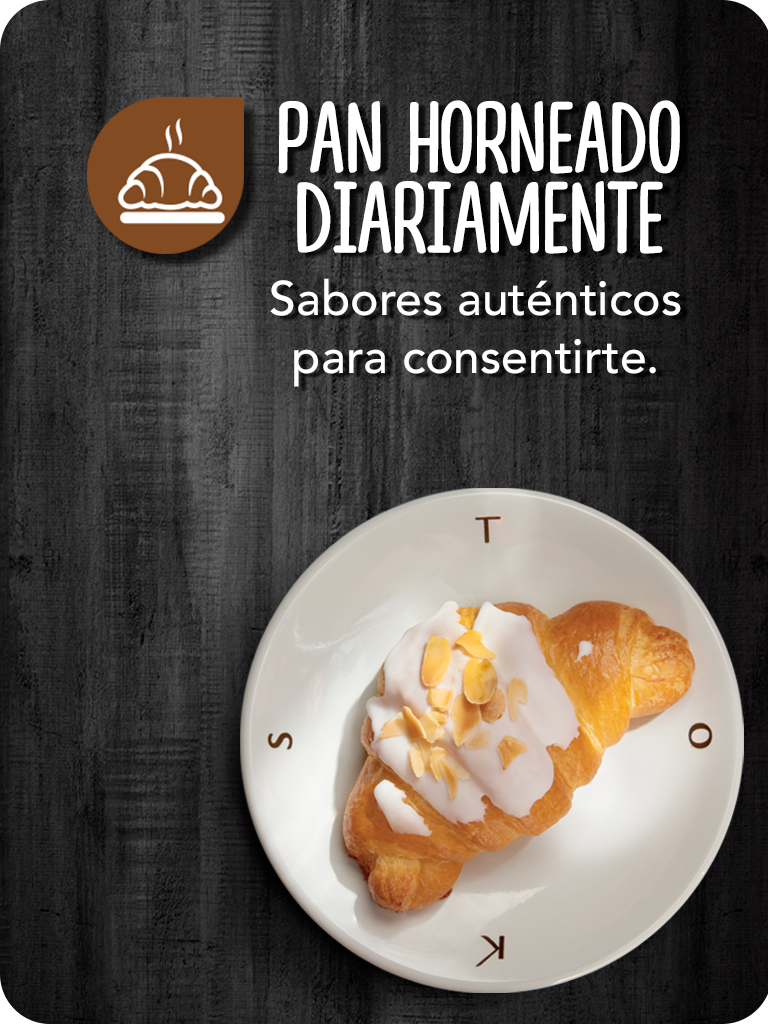 PAN HORNEADO
DIARIAMENTE
Sabores auténticos
para consentirte.
S T O K